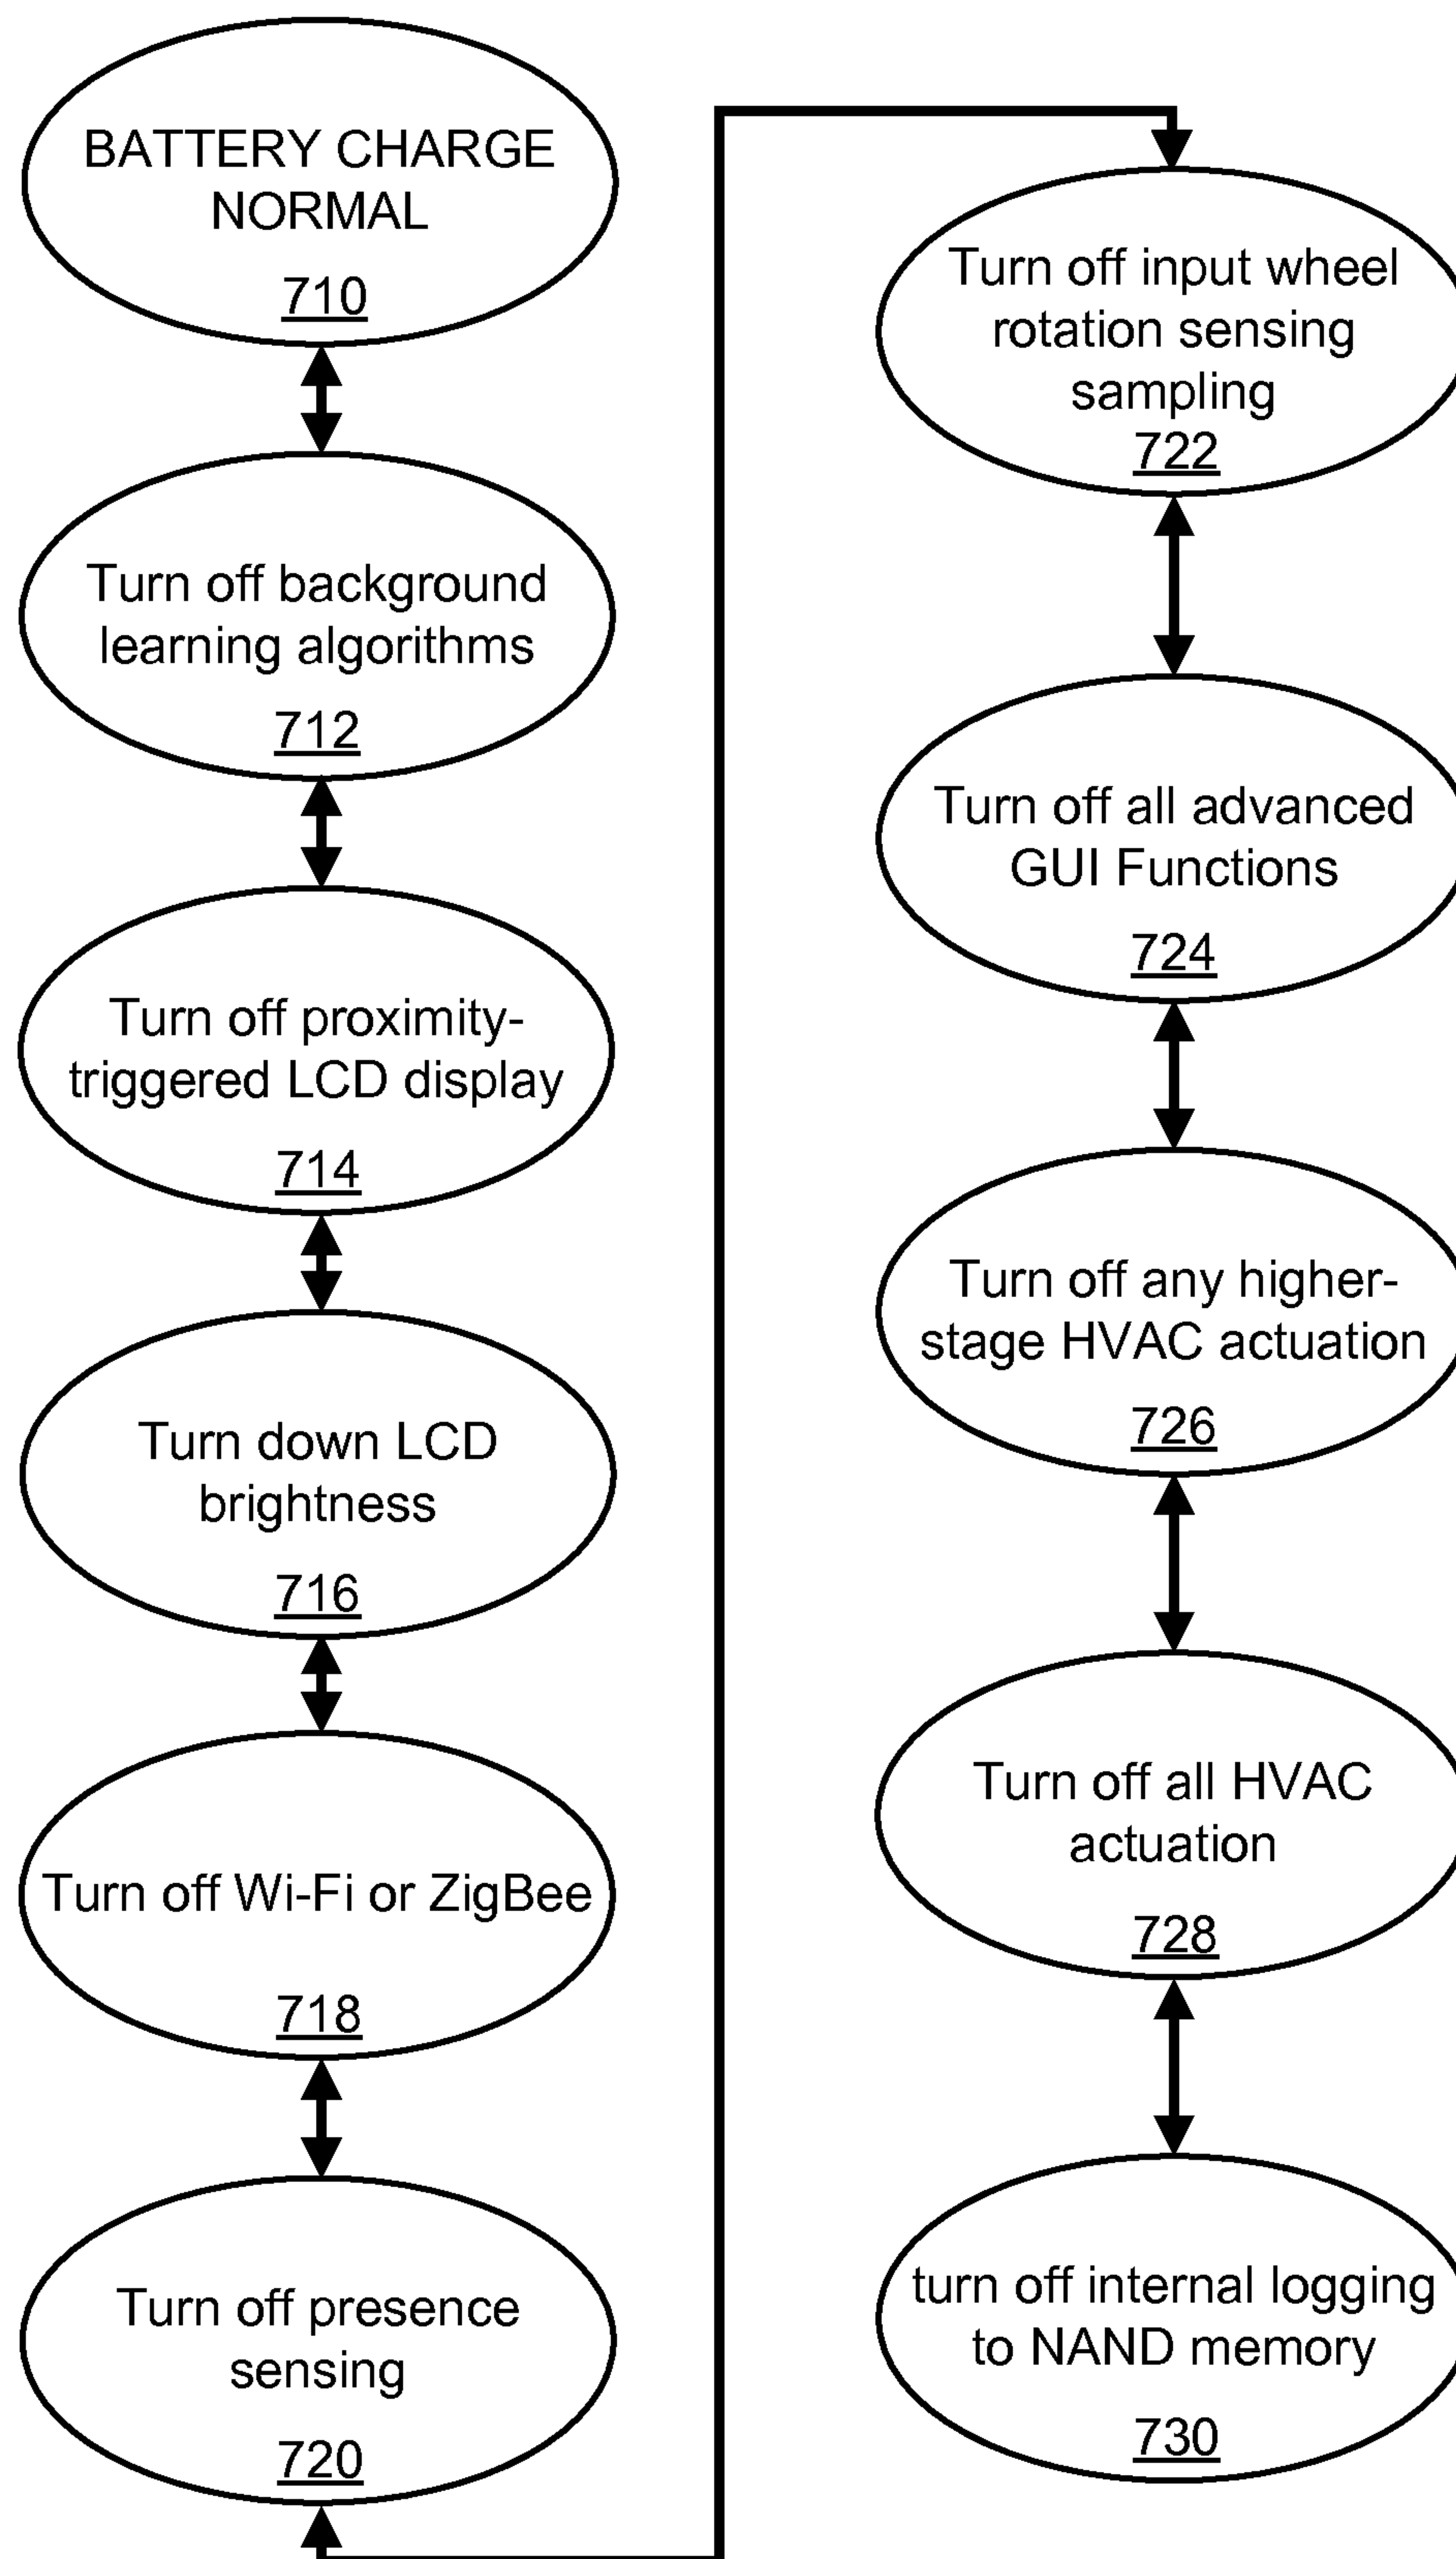 BATTERY CHARGE
NORMAL
710
Turn off background
learning algorithms
712
Turn off proximity-
triggered LCD display
714
Turn down LCD
brightness
716
Turn off Wi-Fi or ZigBee
718
Turn off presence
sensing
720
Turn off input wheel
rotation sensing
sampling
722
Turn off all advanced
GUI Functions
724
Turn off any higher-
stage HVAC actuation
726
Turn off all HVAC
actuation
728
turn off internal logging
to NAND memory
730